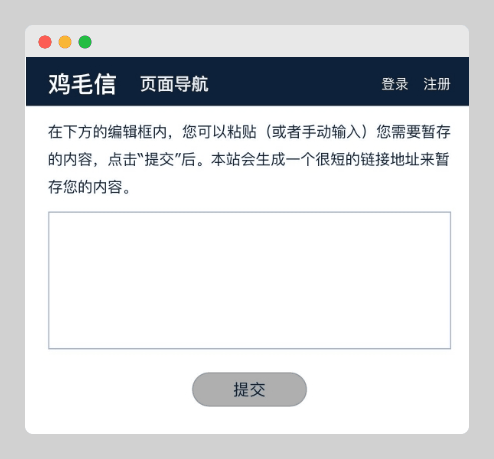 鸡毛信 页面导航 登录 注册
在下方的编辑框内，您可以粘贴（或者手动输入）您需要暂存
的内容，点击“提交”后。本站会生成一个很短的链接地址来暂
存您的内容。
提交